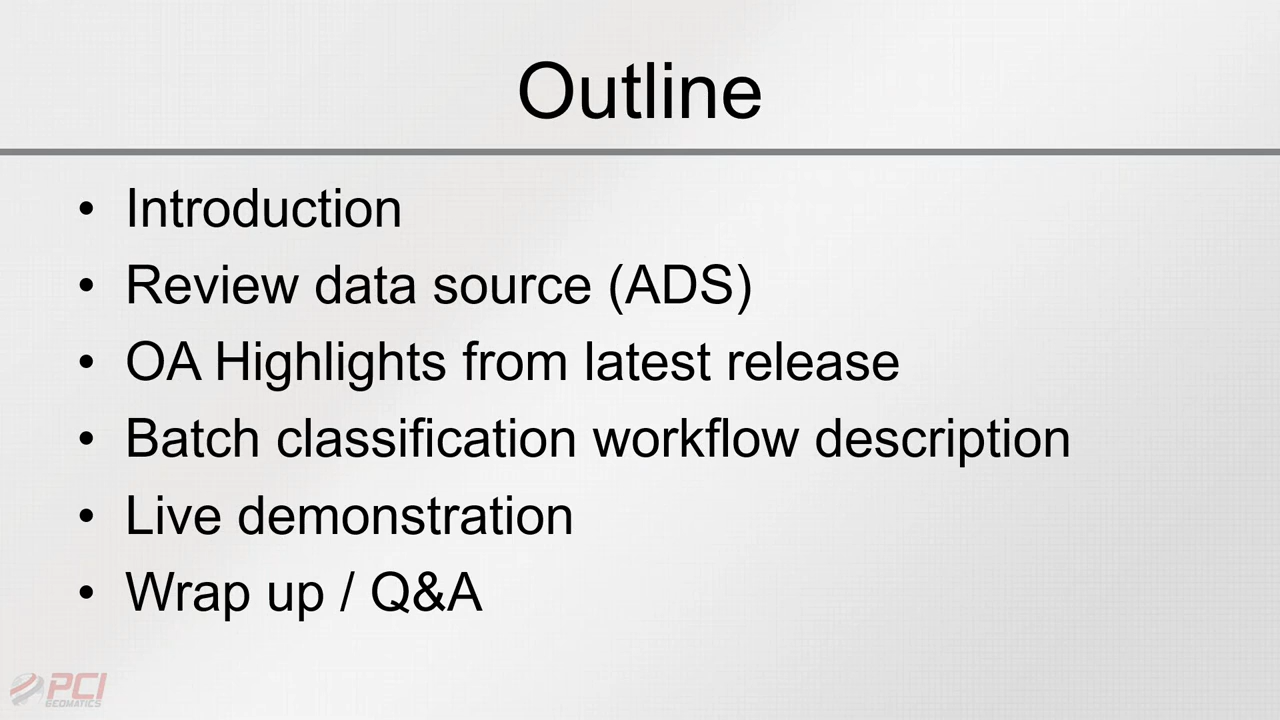 Outline
• Introduction
• Review data source (ADS)
• OA Highlights from latest release
• Batch classification workflow description
• Live demonstration
• Wrap up / Q&A
PCI
GEOMATICS